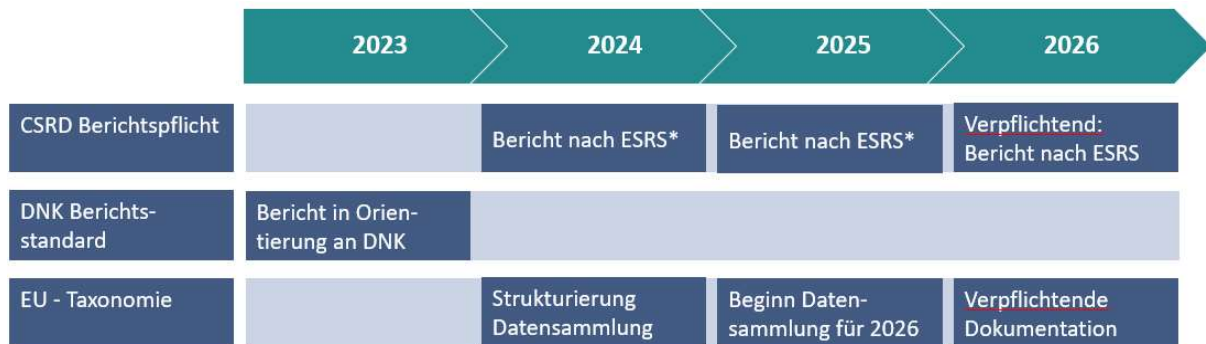 2023
2024
2025
2026
CSRD Berichtspflicht
Bericht nach ESRS*
Bericht nach ESRS*
Verpflichtend:
Bericht nach ESRS
DNK Berichts-
standard
Bericht in Orien-
tierung an DNK
EU - Taxonomie
Strukturierung
Datensammlung
Beginn Daten-
sammlung für 2026
Verpflichtende
Dokumentation